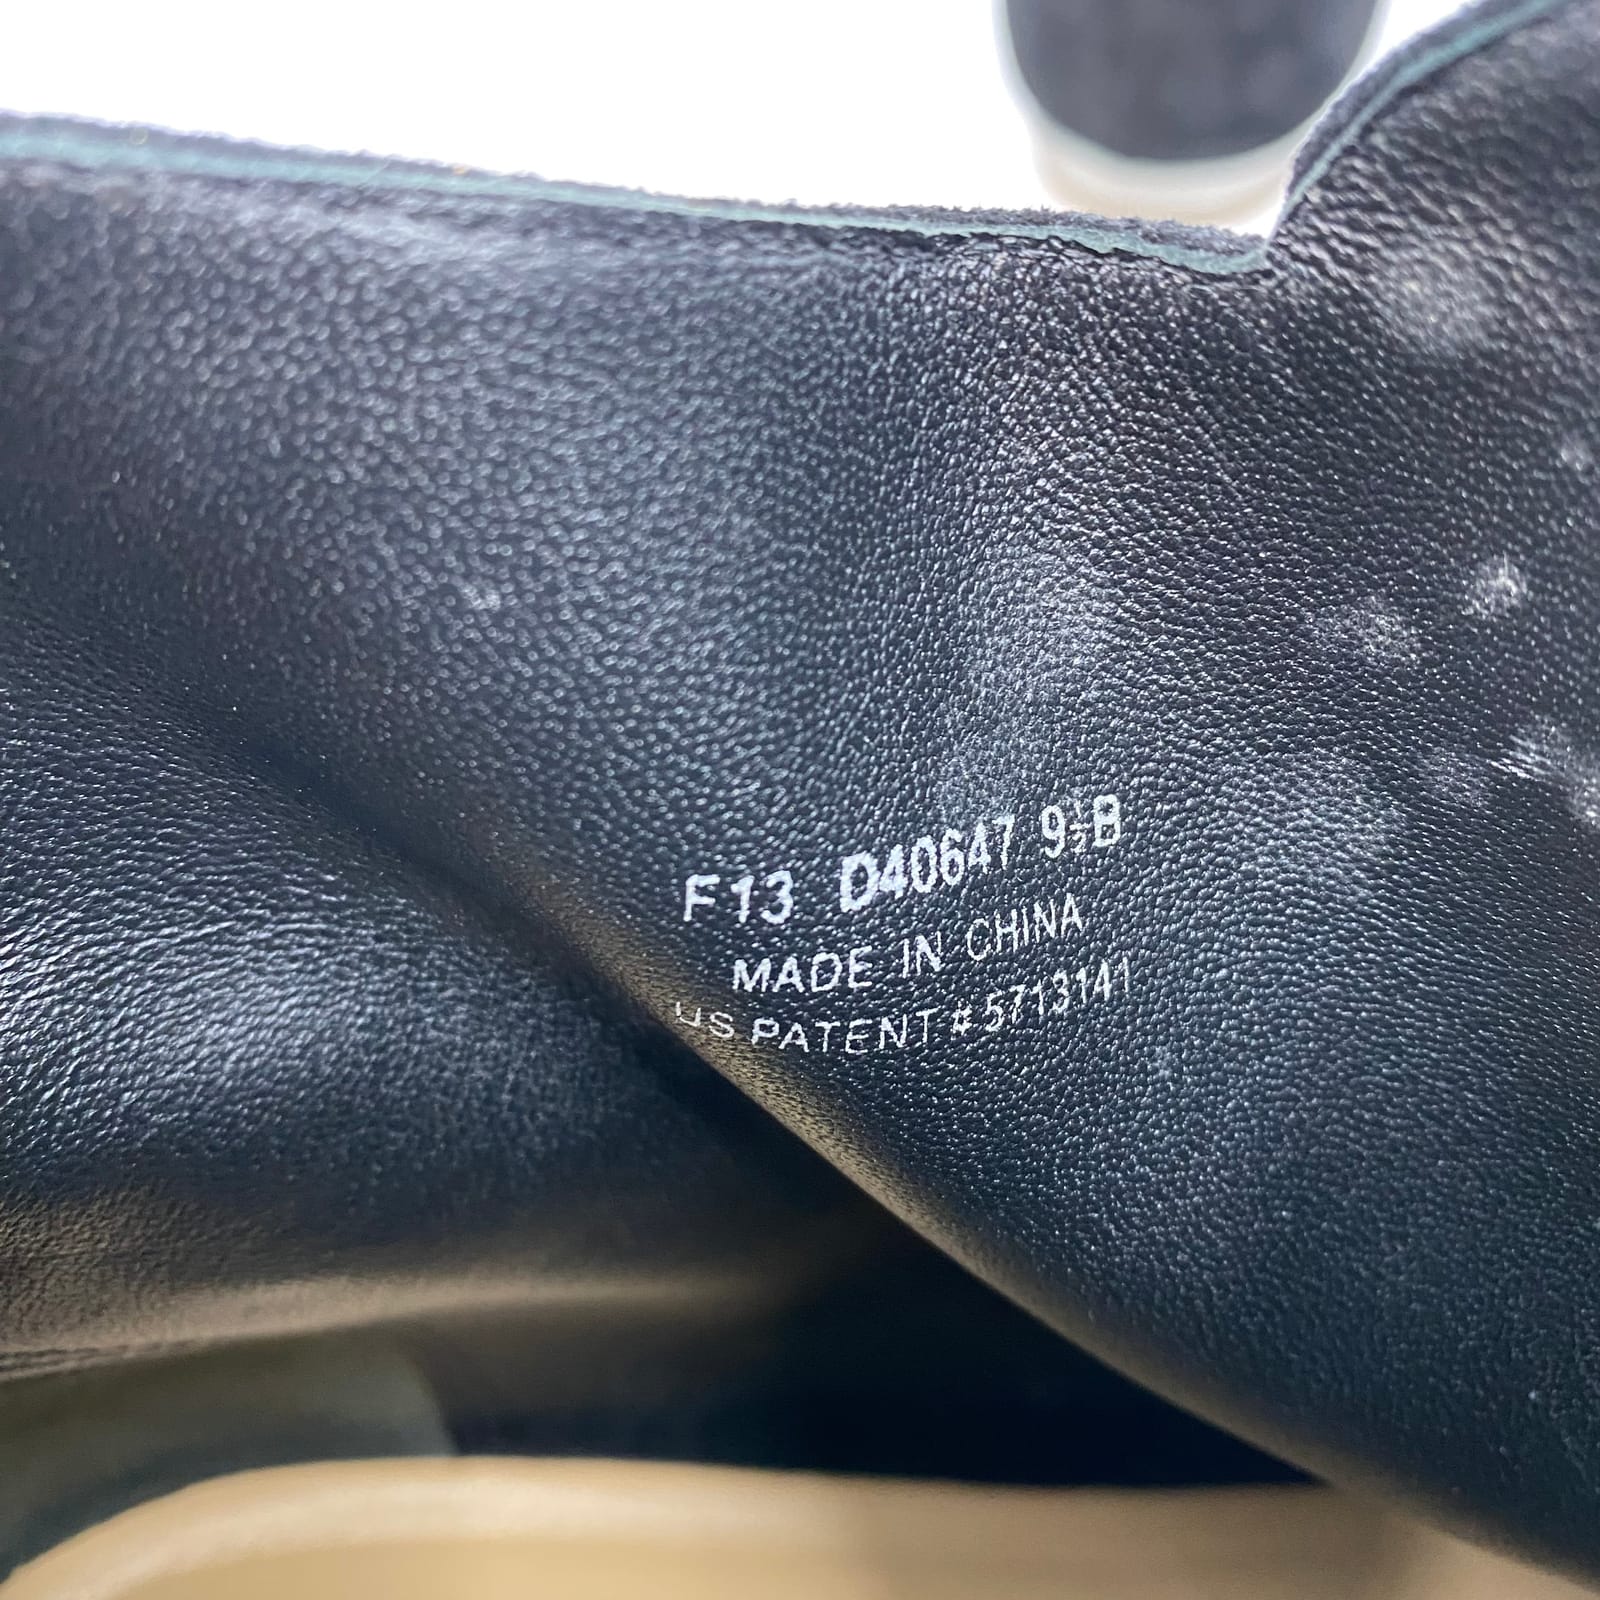 F13 D40647 9½B
MADE IN CHINA
US PATENT # 5713141